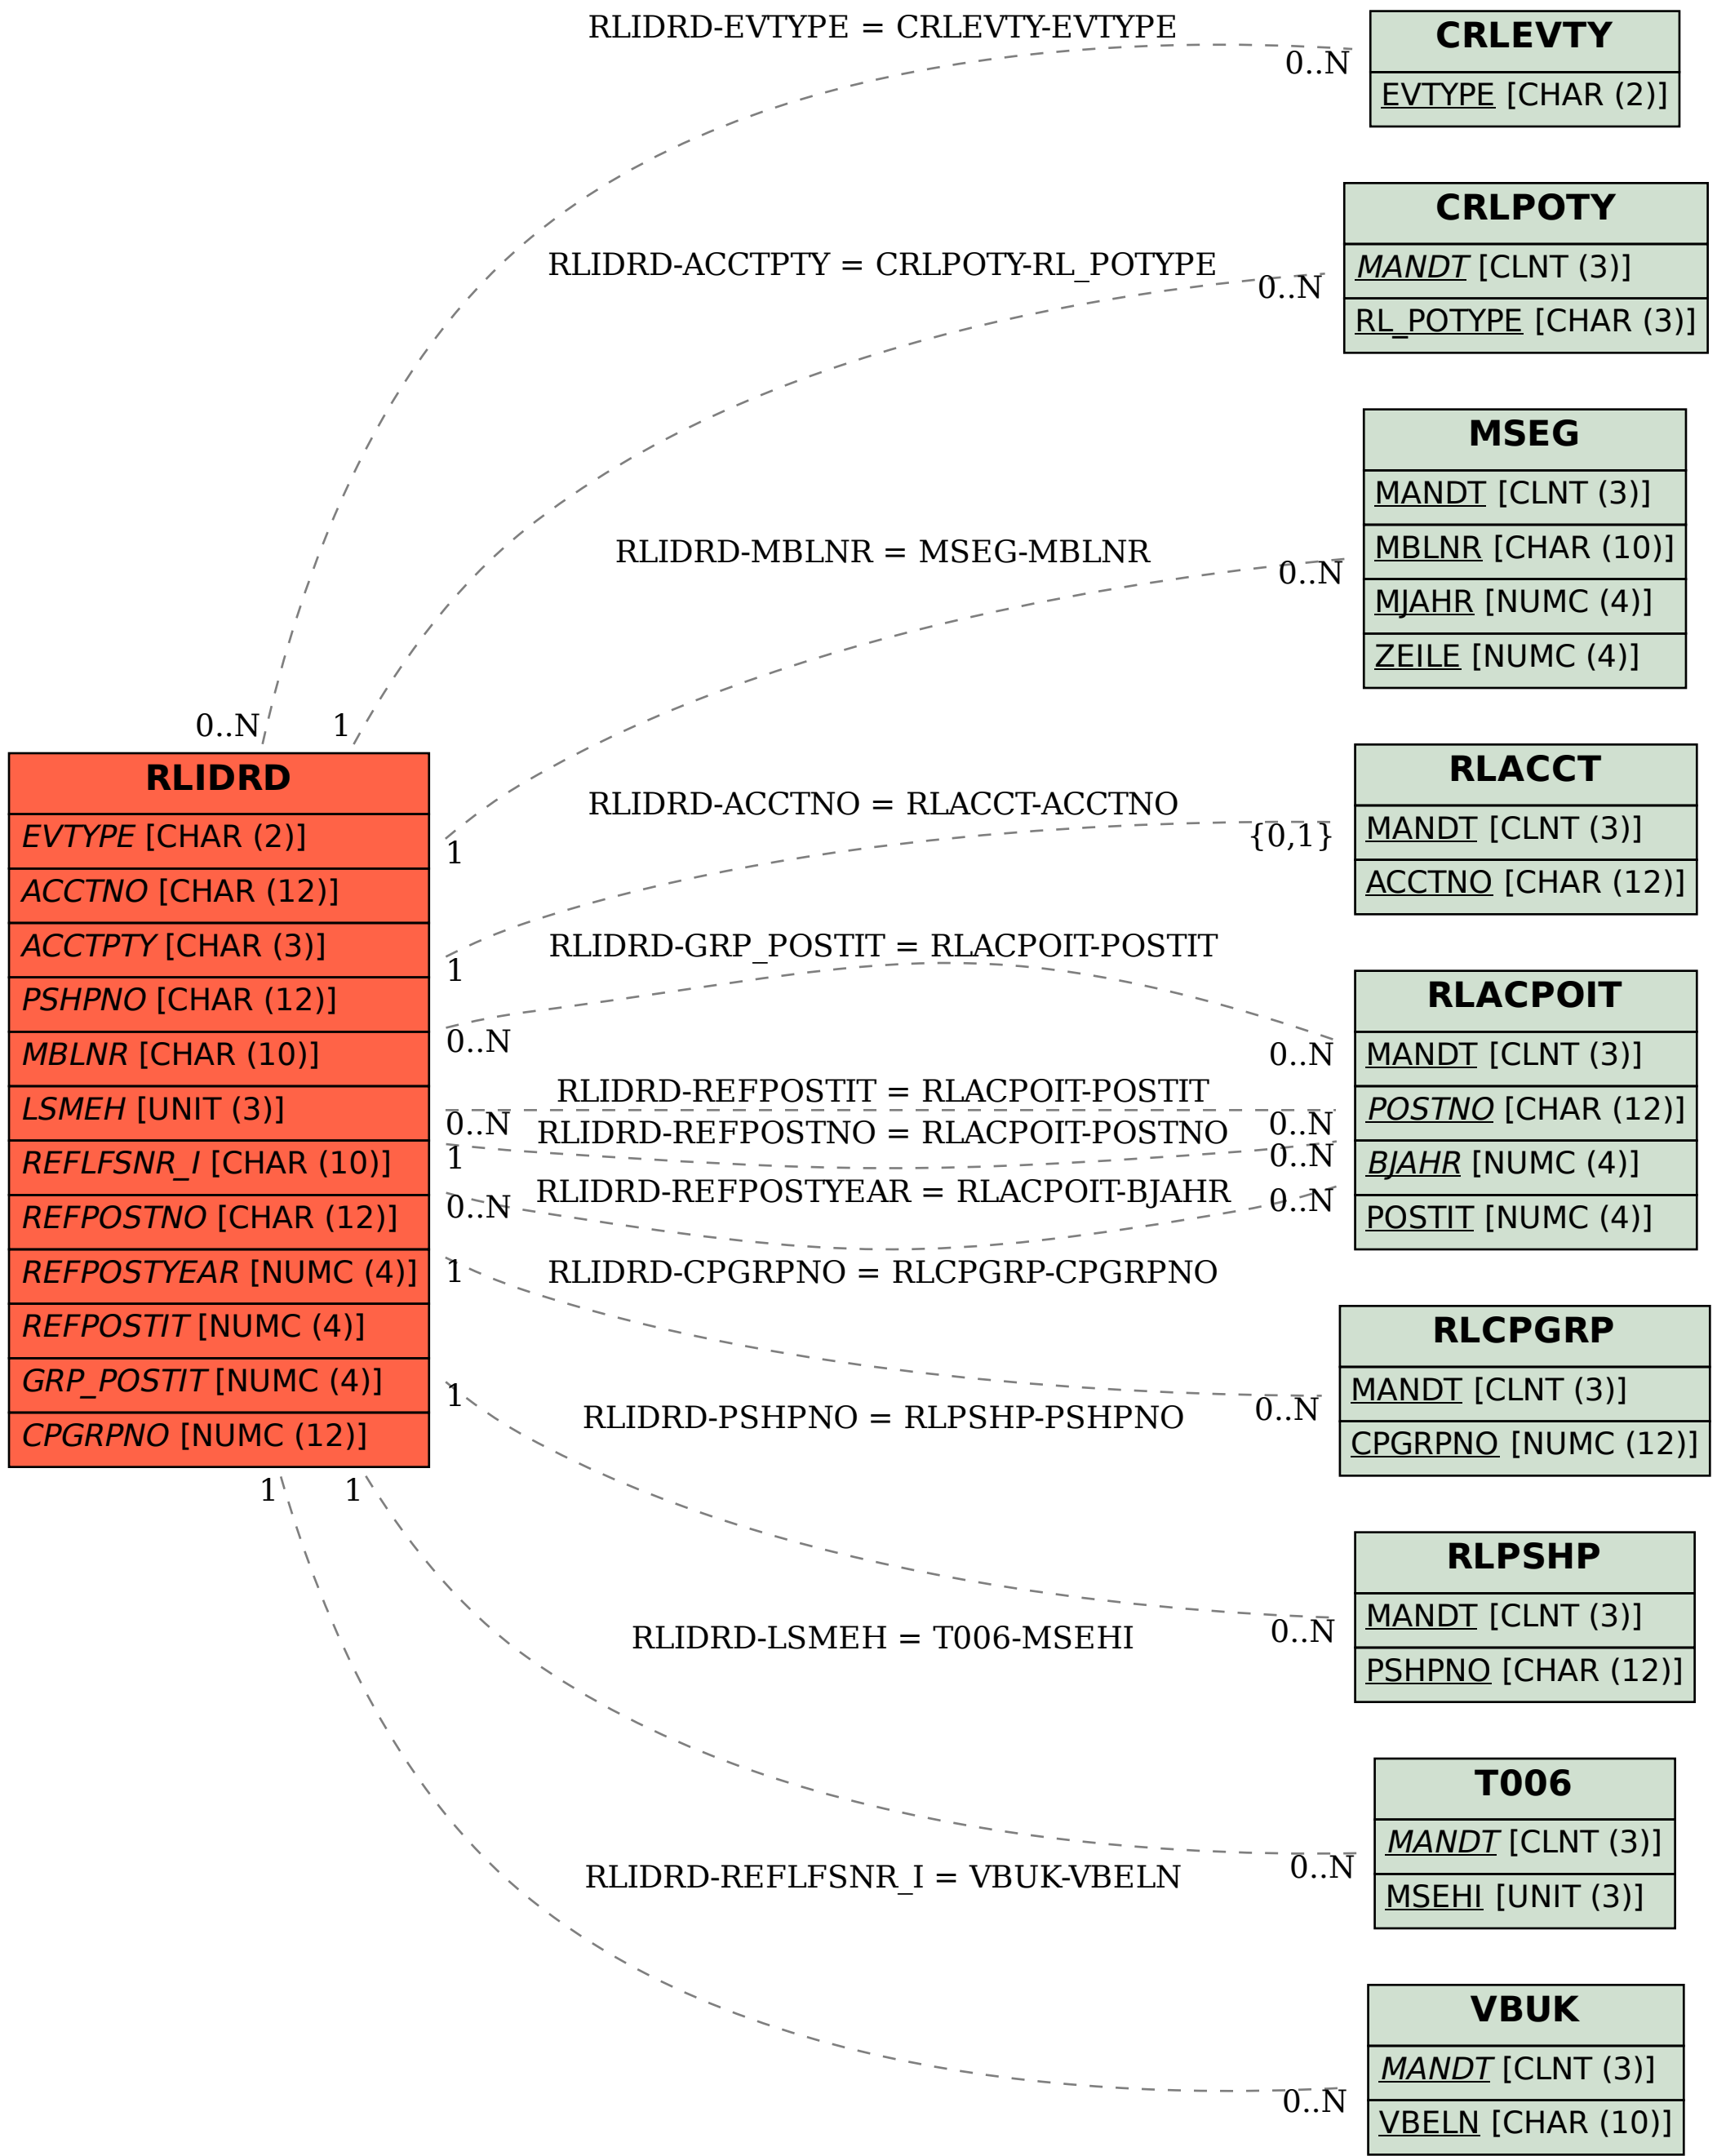 RLIDRD-EVTYPE = CRLEVTY-EVTYPE
0..N
CRLEVTY
EVTYPE [CHAR (2)]
CRLPOTY
MANDT [CLNT (3)]
RL_POTYPE [CHAR (3)]
RLIDRD-ACCTPTY = CRLPOTY-RL_POTYPE
0..N
MSEG
MANDT [CLNT (3)]
MBLNR [CHAR (10)]
MJAHR [NUMC (4)]
ZEILE [NUMC (4)]
RLIDRD-MBLNR = MSEG-MBLNR
0..N
0..N
1
RLIDRD
EVTYPE [CHAR (2)]
ACCTNO [CHAR (12)]
ACCTPTY [CHAR (3)]
PSHPNO [CHAR (12)]
MBLNR [CHAR (10)]
LSMEH [UNIT (3)]
REFLFSNR_I [CHAR (10)]
REFPOSTNO [CHAR (12)]
REFPOSTYEAR [NUMC (4)]
REFPOSTIT [NUMC (4)]
GRP_POSTIT [NUMC (4)]
CPGRPNO [NUMC (12)]
RLIDRD-ACCTNO = RLACCT-ACCTNO
1
{0,1}
1
RLACCT
MANDT [CLNT (3)]
ACCTNO [CHAR (12)]
RLIDRD-GRP_POSTIT = RLACPOIT-POSTIT
0..N
0..N
RLIDRD-REFPOSTIT = RLACPOIT-POSTIT
0..N
0..N
RLIDRD-REFPOSTNO = RLACPOIT-POSTNO
1
0..N
RLIDRD-REFPOSTYEAR = RLACPOIT-BJAHR
0..N
0..N
RLACPOIT
MANDT [CLNT (3)]
POSTNO [CHAR (12)]
BJAHR [NUMC (4)]
POSTIT [NUMC (4)]
RLIDRD-CPGRPNO = RLCPGRP-CPGRPNO
1
0..N
RLCPGRP
MANDT [CLNT (3)]
CPGRPNO [NUMC (12)]
RLIDRD-PSHPNO = RLPSHP-PSHPNO
1
0..N
RLPSHP
MANDT [CLNT (3)]
PSHPNO [CHAR (12)]
1
1
RLIDRD-LSMEH = T006-MSEHI
0..N
T006
MANDT [CLNT (3)]
MSEHI [UNIT (3)]
RLIDRD-REFLFSNR_I = VBUK-VBELN
0..N
VBUK
MANDT [CLNT (3)]
VBELN [CHAR (10)]